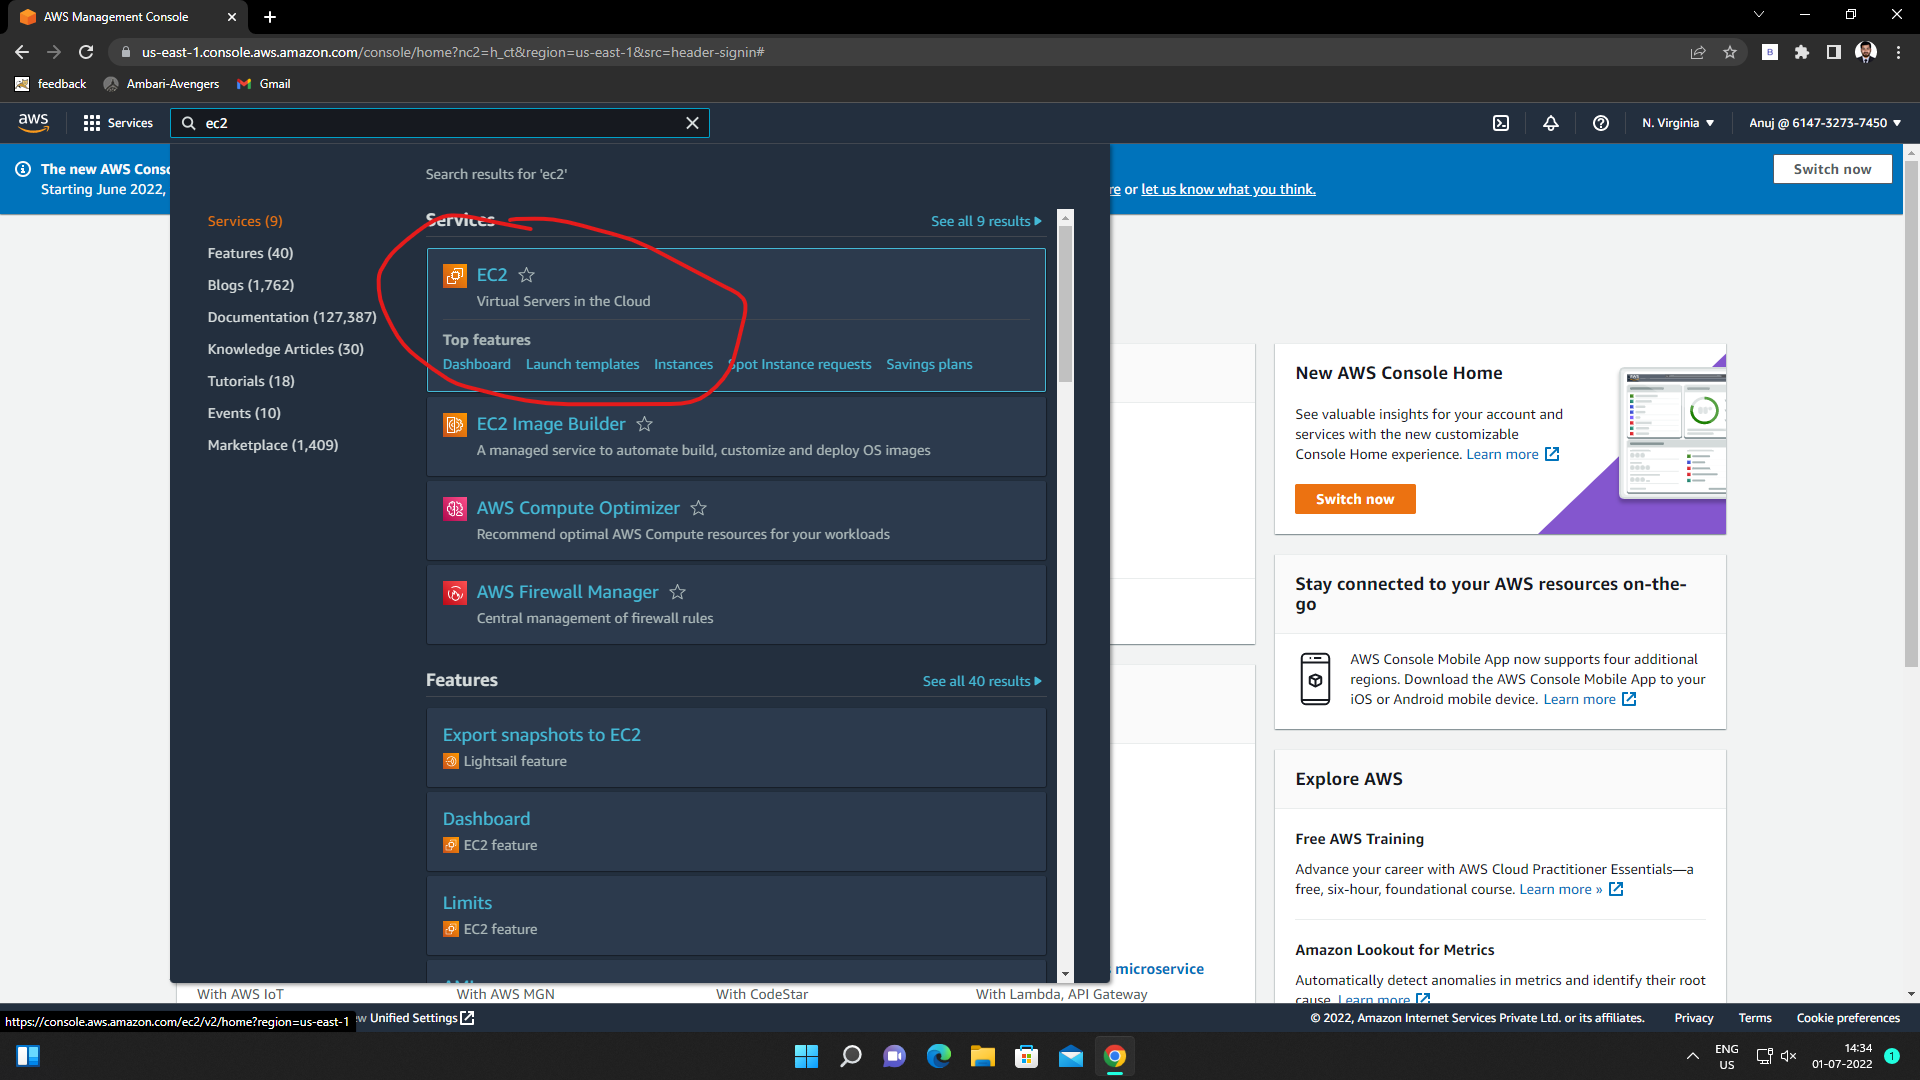 AWS Management Console
us-east-1.console.aws.amazon.com/console/home?nc2=h_ct&region=us-east-1&src=header-signin#
feedback
Ambari-Avengers
Gmail
aws
Services
ec2
N. Virginia
Anuj @ 6147-3273-7450
The new AWS Conso
Starting June 2022,
re or let us know what you think.
Switch now
Search results for 'ec2'
Services (9)
Features (40)
Blogs (1,762)
Documentation (127,387)
Knowledge Articles (30)
Tutorials (18)
Events (10)
Marketplace (1,409)
Services
See all 9 results
EC2
Virtual Servers in the Cloud
Top features
Dashboard Launch templates Instances Spot Instance requests Savings plans
EC2 Image Builder
A managed service to automate build, customize and deploy OS images
AWS Compute Optimizer
Recommend optimal AWS Compute resources for your workloads
AWS Firewall Manager
Central management of firewall rules
Features
See all 40 results
Export snapshots to EC2
Lightsail feature
Dashboard
EC2 feature
Limits
EC2 feature
New AWS Console Home
See valuable insights for your account and
services with the new customizable
Console Home experience. Learn more
Switch now
Stay connected to your AWS resources on-the-
go
AWS Console Mobile App now supports four additional
regions. Download the AWS Console Mobile App to your
iOS or Android mobile device. Learn more
Explore AWS
Free AWS Training
Advance your career with AWS Cloud Practitioner Essentials—a
free, six-hour, foundational course. Learn more »
Amazon Lookout for Metrics
Automatically detect anomalies in metrics and identify their root
cause. Learn more
microservice
With AWS IoT
With AWS MGN
With CodeStar
With Lambda, API Gateway
https://console.aws.amazon.com/ec2/v2/home?region=us-east-1
ew Unified Settings
© 2022, Amazon Internet Services Private Ltd. or its affiliates.
Privacy
Terms
Cookie preferences
ENG
US
14:34
01-07-2022
1